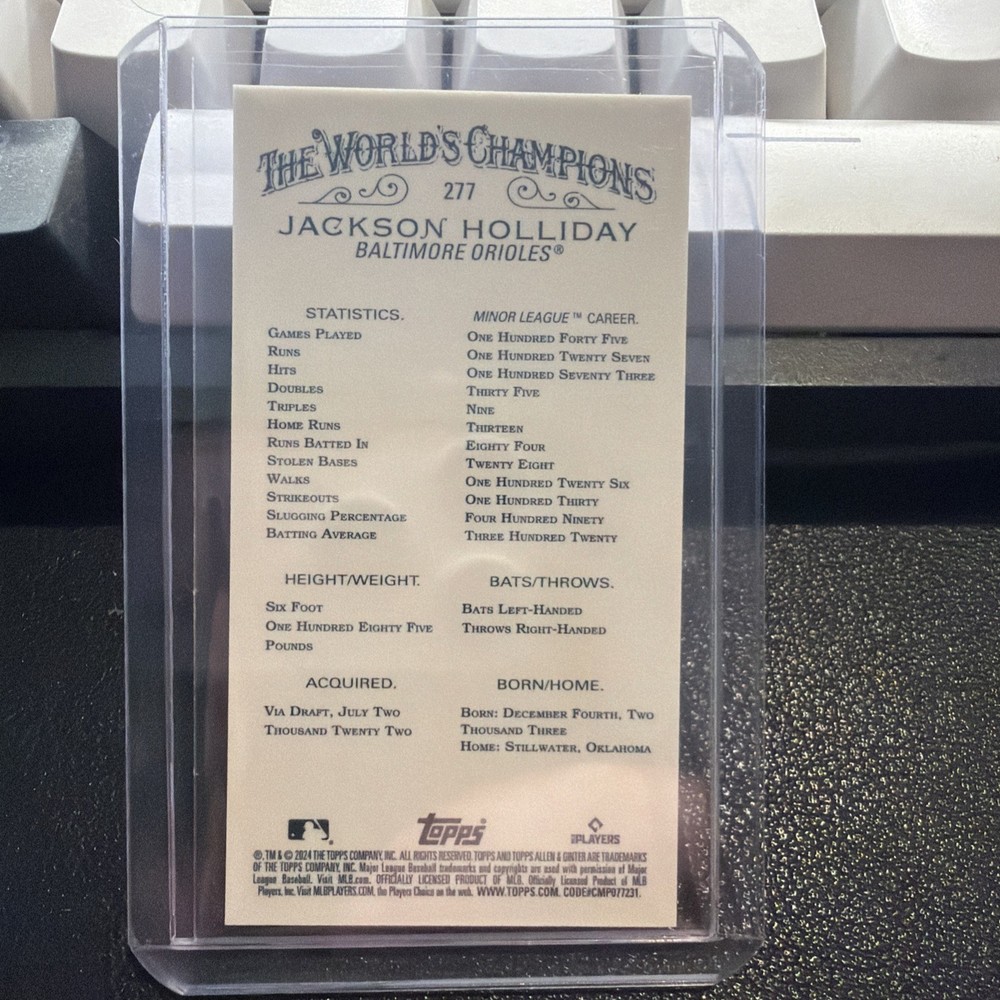 THE WORLD'S CHAMPIONS
277
JACKSON HOLLIDAY
BALTIMORE ORIOLES®
STATISTICS. MINOR LEAGUE™ CAREER.
GAMES PLAYED ONE HUNDRED FORTY FIVE
RUNS ONE HUNDRED TWENTY SEVEN
HITS ONE HUNDRED SEVENTY THREE
DOUBLES THIRTY FIVE
TRIPLES NINE
HOME RUNS THIRTEEN
RUNS BATTED IN EIGHTY FOUR
STOLEN BASES TWENTY EIGHT
WALKS ONE HUNDRED TWENTY SIX
STRIKEOUTS ONE HUNDRED THIRTY
SLUGGING PERCENTAGE FOUR HUNDRED NINETY
BATTING AVERAGE THREE HUNDRED TWENTY
HEIGHT/WEIGHT.
SIX FOOT
ONE HUNDRED EIGHTY FIVE
POUNDS
BATS/THROWS.
BATS LEFT-HANDED
THROWS RIGHT-HANDED
ACQUIRED.
VIA DRAFT, JULY TWO
THOUSAND TWENTY TWO
BORN/HOME.
BORN: DECEMBER FOURTH, TWO
THOUSAND THREE
HOME: STILLWATER, OKLAHOMA
Topps
PLAYERS
®, TM & © 2024 THE TOPPS COMPANY, INC. ALL RIGHTS RESERVED. TOPPS AND TOPPS ALLEN & GINTER ARE TRADEMARKS
OF THE TOPPS COMPANY, INC. Major League Baseball trademarks and copyrights are used with permission of Major
League Baseball. Visit MLB.com. OFFICIALLY LICENSED PRODUCT OF MLB Officially Licensed Product of MLB
Players, Inc. Visit MLBPLAYERS.COM, the Players Choice on the web. WWW.TOPPS.COM. CODE#CMP077231.